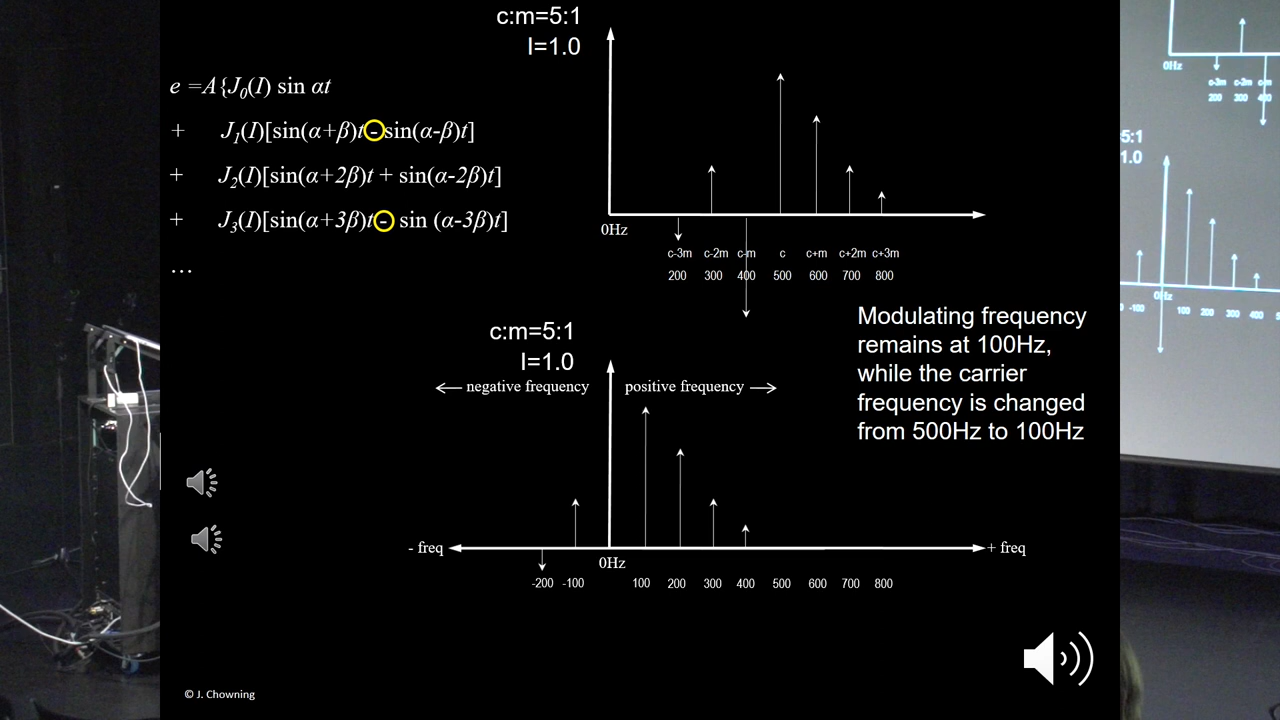 c:m=5:1
I=1.0
e =A{J0(I) sin αt
+ J1(I)[sin(α+β)t-sin(α-β)t]
+ J2(I)[sin(α+2β)t + sin(α-2β)t]
+ J3(I)[sin(α+3β)t- sin (α-3β)t]
...
0Hz
c-3m c-2m c-m c c+m c+2m c+3m
200 300 400 500 600 700 800
Modulating frequency
remains at 100Hz,
while the carrier
frequency is changed
from 500Hz to 100Hz
c:m=5:1
I=1.0
negative frequency positive frequency
- freq + freq
0Hz
-200 -100 100 200 300 400 500 600 700 800
© J. Chowning
0Hz
c-3m c-2m c-m
200 300 400
5:1
1.0
0Hz
-100 100 200 300 400